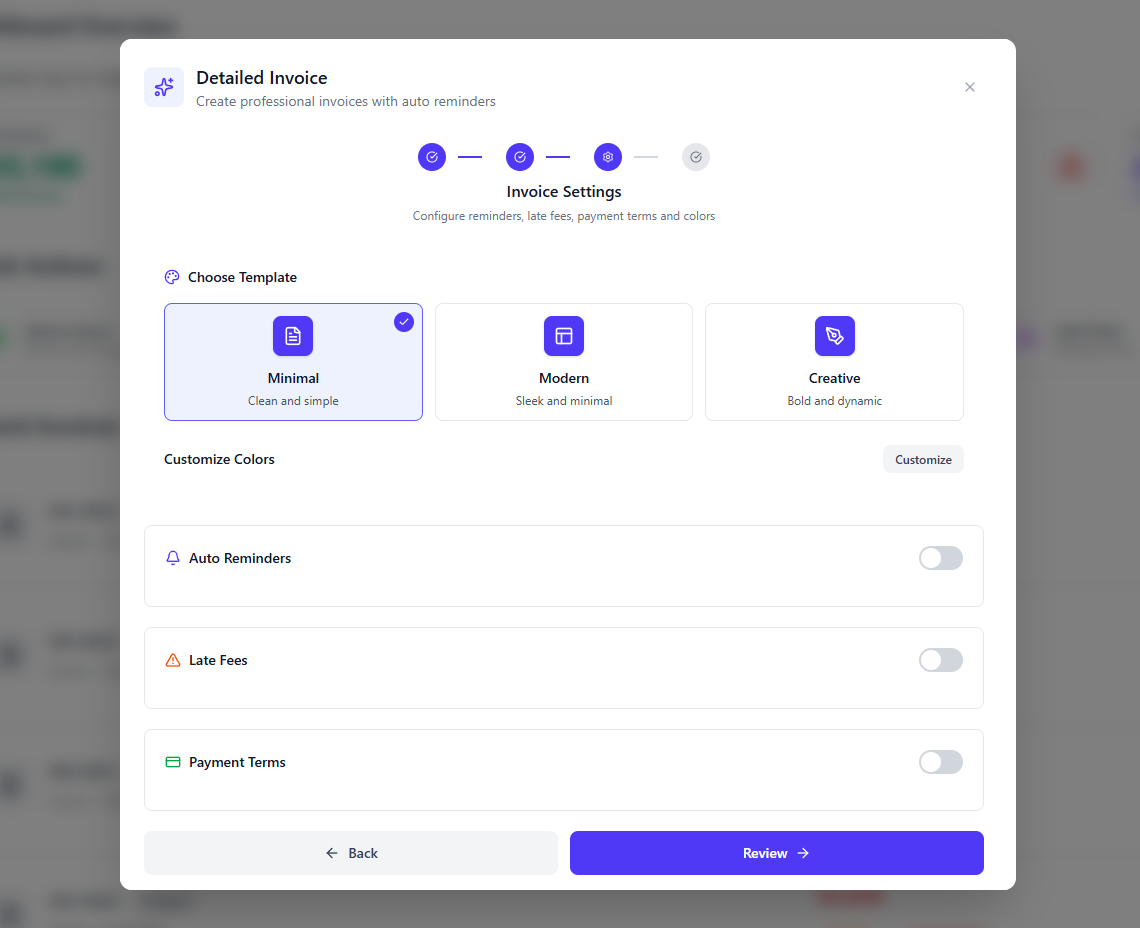 Detailed Invoice
Create professional invoices with auto reminders
Invoice Settings
Configure reminders, late fees, payment terms and colors
Choose Template
Minimal
Clean and simple
Modern
Sleek and minimal
Creative
Bold and dynamic
Customize Colors
Customize
Auto Reminders
Late Fees
Payment Terms
Back
Review